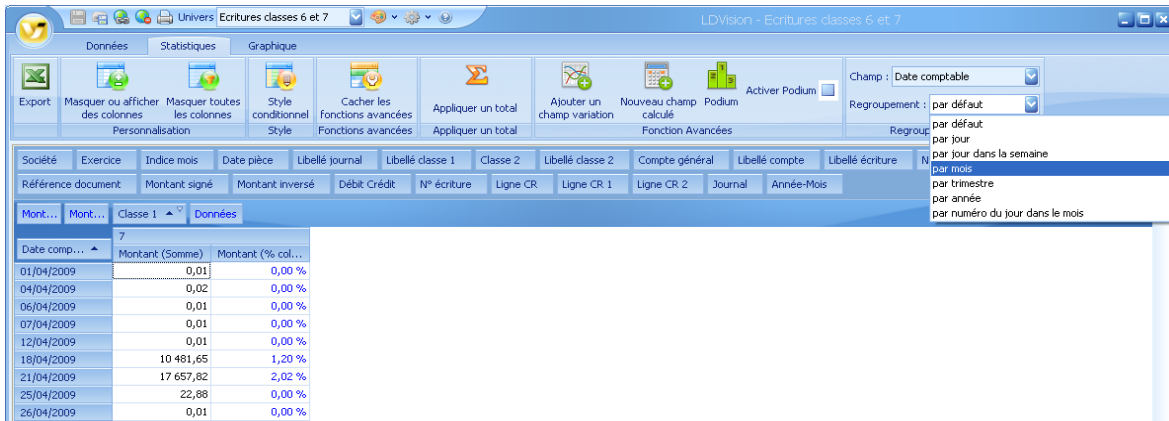 Univers Ecritures classes 6 et 7
LDVision - Ecritures classes 6 et 7
Données Statistiques Graphique
Export
Masquer ou afficher des colonnes
Masquer toutes les colonnes
Personnalisation
Style conditionnel
Style
Cacher les fonctions avancées
Fonctions avancées
Appliquer un total
Appliquer un total
Ajouter un champ variation
Nouveau champ calculé
Podium
Activer Podium
Fonction Avancées
Champ : Date comptable
Regroupement : par défaut
Regroup
par défaut
par jour
par jour dans la semaine
par mois
par trimestre
par année
par numéro du jour dans le mois
Société Exercice Indice mois Date pièce Libellé journal Libellé classe 1 Classe 2 Libellé classe 2 Compte général Libellé compte Libellé écriture N
Référence document Montant signé Montant inversé Débit Crédit N° écriture Ligne CR Ligne CR 1 Ligne CR 2 Journal Année-Mois
Mont... Mont... Classe 1 Données
7
Date comp... Montant (Somme) Montant (% col...
01/04/2009 0,01 0,00 %
04/04/2009 0,02 0,00 %
06/04/2009 0,01 0,00 %
07/04/2009 0,01 0,00 %
12/04/2009 0,01 0,00 %
18/04/2009 10 481,65 1,20 %
21/04/2009 17 657,82 2,02 %
25/04/2009 22,88 0,00 %
26/04/2009 0,01 0,00 %